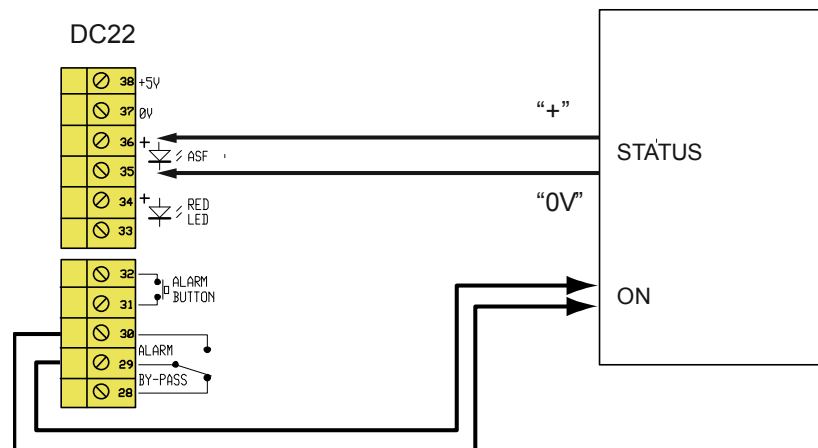 DC22
38 +5V
37 0V
36 +
ASF
35
34 +
RED
LED
33
32
ALARM
BUTTON
31
30
ALARM
29
BY-PASS
28
“+”
“0V”
STATUS
ON